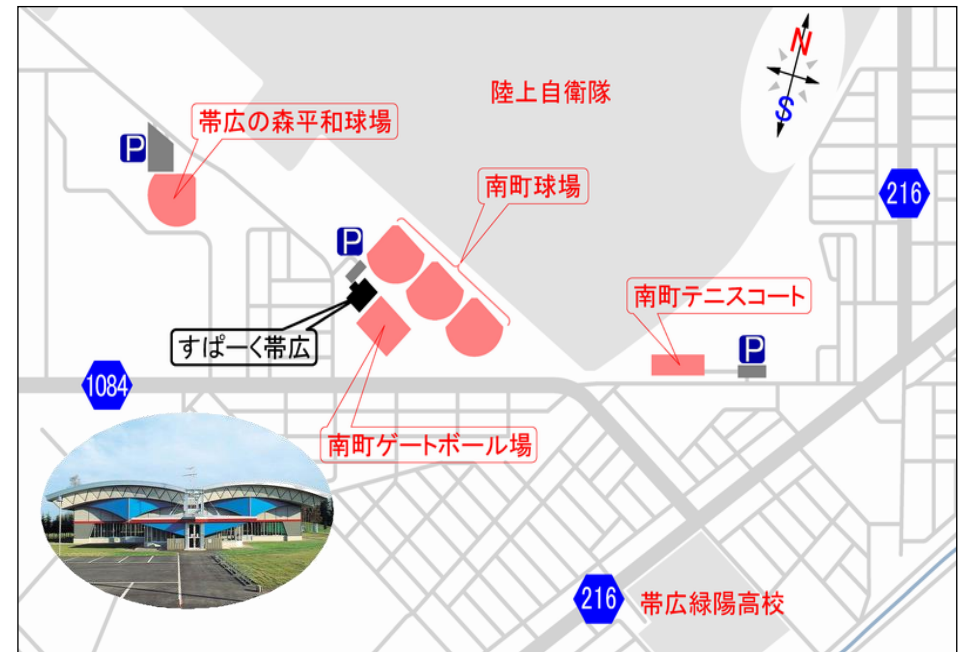 N
S
陸上自衛隊
帯広の森平和球場
P
南町球場
216
P
南町テニスコート
すぱーく帯広
P
1084
南町ゲートボール場
216
帯広緑陽高校